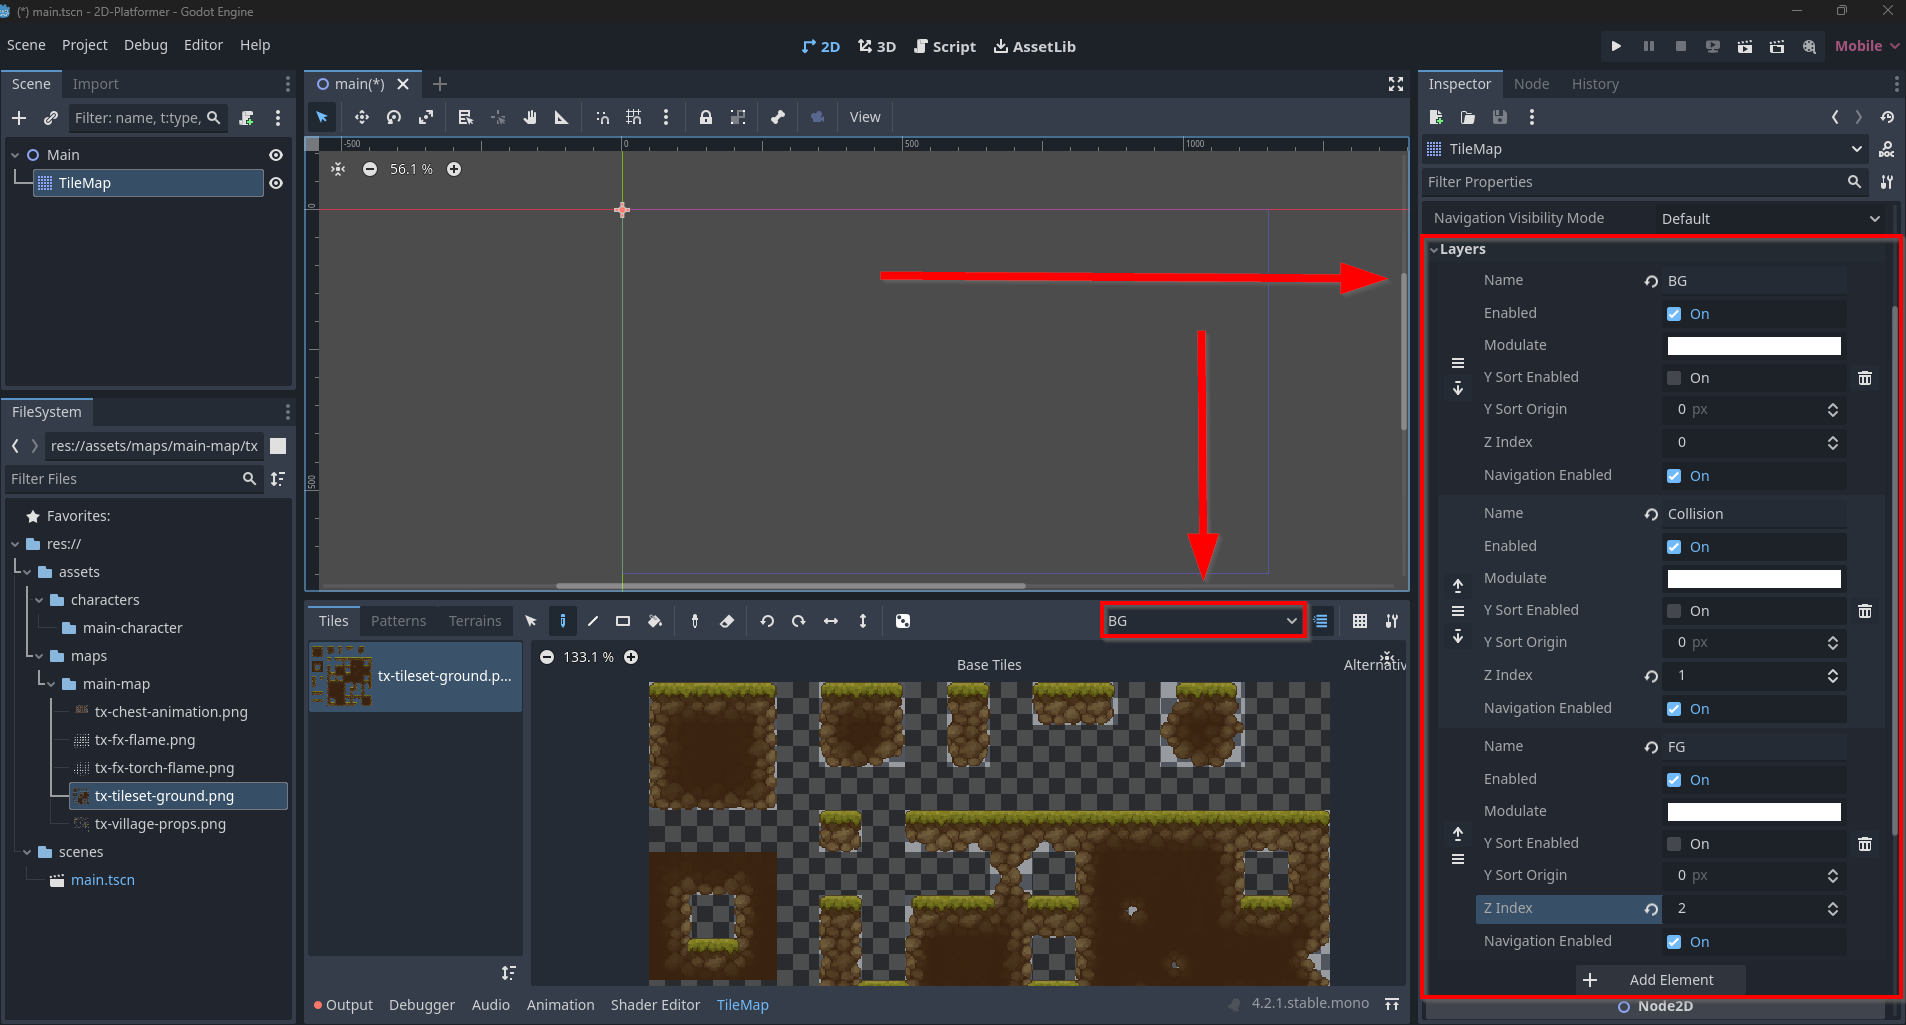 (*) main.tscn - 2D-Platformer - Godot Engine
Scene Project Debug Editor Help
2D 3D Script AssetLib
Mobile
Scene Import
Filter: name, t:type,
Main
TileMap
FileSystem
res://assets/maps/main-map/tx
Filter Files
Favorites:
res://
assets
characters
main-character
maps
main-map
tx-chest-animation.png
tx-fx-flame.png
tx-fx-torch-flame.png
tx-tileset-ground.png
tx-village-props.png
scenes
main.tscn
main(*)
View
-500 0 500 1000
56.1 %
0
500
Tiles Patterns Terrains
BG
tx-tileset-ground.p...
133.1 %
Base Tiles
Alternativ
Output Debugger Audio Animation Shader Editor TileMap
4.2.1.stable.mono
Inspector Node History
TileMap
DOC
Filter Properties
Navigation Visibility Mode Default
Layers
Name BG
Enabled On
Modulate
Y Sort Enabled On
Y Sort Origin 0 px
Z Index 0
Navigation Enabled On
Name Collision
Enabled On
Modulate
Y Sort Enabled On
Y Sort Origin 0 px
Z Index 1
Navigation Enabled On
Name FG
Enabled On
Modulate
Y Sort Enabled On
Y Sort Origin 0 px
Z Index 2
Navigation Enabled On
Add Element
Node2D